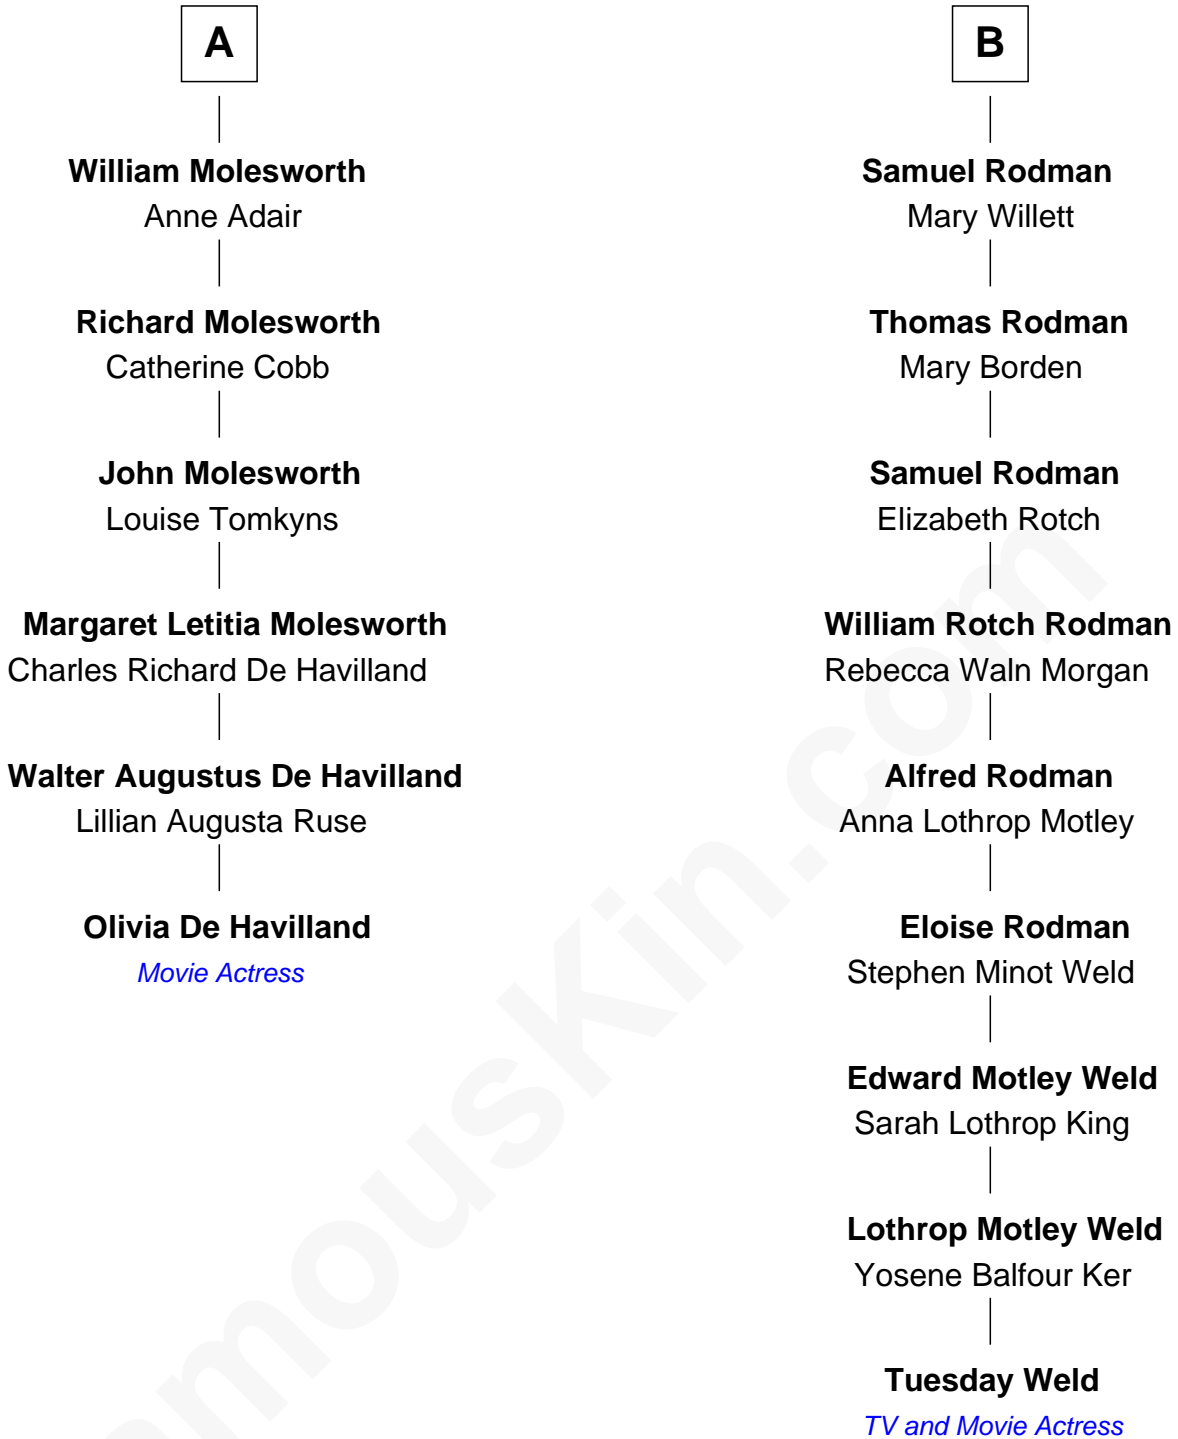 A
William Molesworth
Anne Adair
Richard Molesworth
Catherine Cobb
John Molesworth
Louise Tomkyns
Margaret Letitia Molesworth
Charles Richard De Havilland
Walter Augustus De Havilland
Lillian Augusta Ruse
Olivia De Havilland
Movie Actress
B
Samuel Rodman
Mary Willett
Thomas Rodman
Mary Borden
Samuel Rodman
Elizabeth Rotch
William Rotch Rodman
Rebecca Waln Morgan
Alfred Rodman
Anna Lothrop Motley
Eloise Rodman
Stephen Minot Weld
Edward Motley Weld
Sarah Lothrop King
Lothrop Motley Weld
Yosene Balfour Ker
Tuesday Weld
TV and Movie Actress
mousKin.com